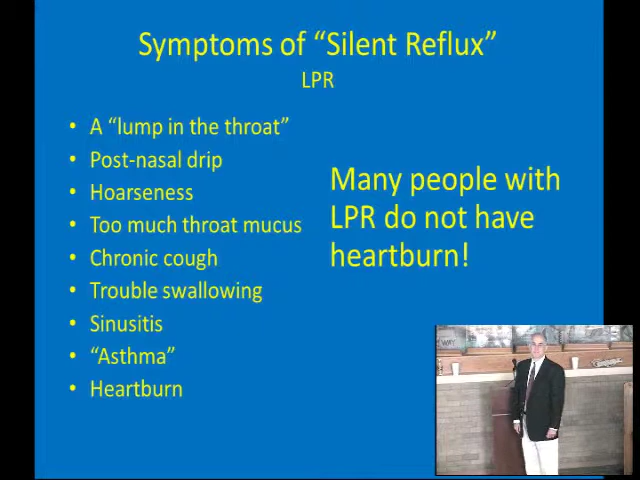 Symptoms of “Silent Reflux”
LPR
• A “lump in the throat”
• Post-nasal drip
• Hoarseness
• Too much throat mucus
• Chronic cough
• Trouble swallowing
• Sinusitis
• “Asthma”
• Heartburn
Many people with
LPR do not have
heartburn!